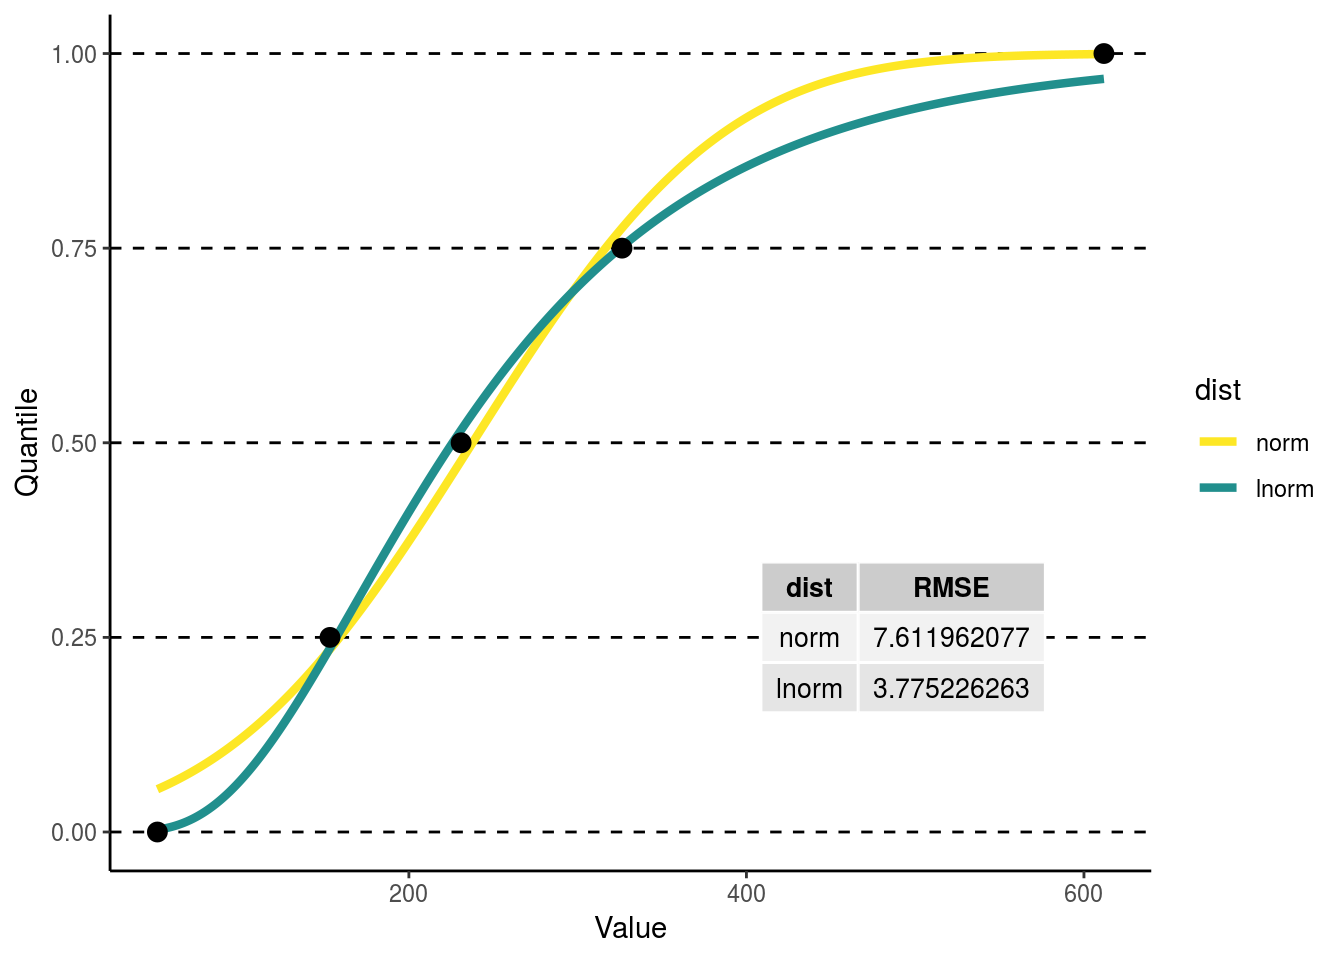 1.00
0.75
0.50
0.25
0.00
Quantile
200 400 600
Value
dist
norm
lnorm
dist RMSE
norm 7.611962077
lnorm 3.775226263